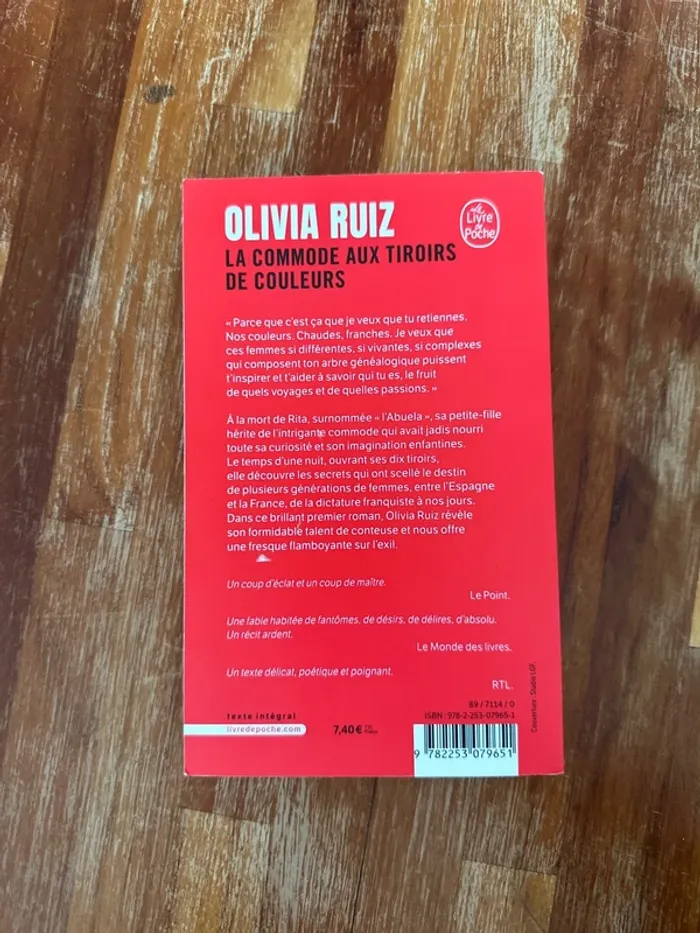 OLIVIA RUIZ
Le
Livre
de
Poche
LA COMMODE AUX TIROIRS
DE COULEURS
« Parce que c'est ça que je veux que tu retiennes.
Nos couleurs. Chaudes, franches. Je veux que
ces femmes si différentes, si vivantes, si complexes
qui composent ton arbre généalogique puissent
t'inspirer et t'aider à savoir qui tu es, le fruit
de quels voyages et de quelles passions. »
À la mort de Rita, surnommée « l'Abuela », sa petite-fille
hérite de l'intrigante commode qui avait jadis nourri
toute sa curiosité et son imagination enfantines.
Le temps d'une nuit, ouvrant ses dix tiroirs,
elle découvre les secrets qui ont scellé le destin
de plusieurs générations de femmes, entre l'Espagne
et la France, de la dictature franquiste à nos jours.
Dans ce brillant premier roman, Olivia Ruiz révèle
son formidable talent de conteuse et nous offre
une fresque flamboyante sur l'exil.
Un coup d'éclat et un coup de maître.
Le Point.
Une fable habitée de fantômes, de désirs, de délires, d'absolu.
Un récit ardent.
Le Monde des livres.
Un texte délicat, poétique et poignant.
RTL.
89 / 7114 / 0
ISBN : 978-2-253-07965-1
texte intégral
livredepoche.com
7,40 €
9 782253 079651
Couverture : Studio LGF.